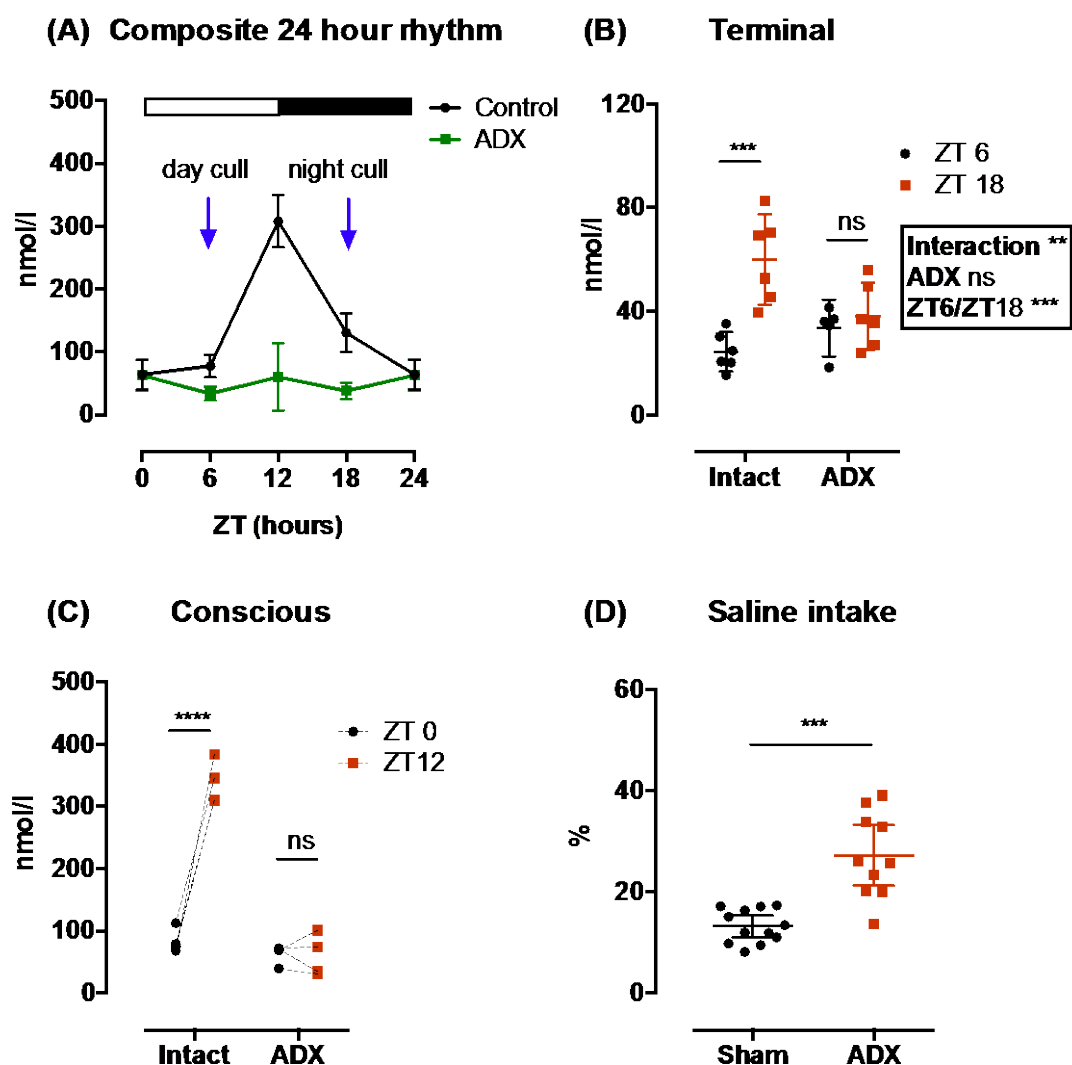 (A) Composite 24 hour rhythm
500
400
300
200
100
0
nmol/l
Control
ADX
day cull
night cull
0 6 12 18 24
ZT (hours)
(B) Terminal
120
80
40
0
nmol/l
***
ns
ZT 6
ZT 18
Interaction **
ADX ns
ZT6/ZT18 ***
Intact ADX
(C) Conscious
500
400
300
200
100
0
nmol/l
****
ns
ZT 0
ZT12
Intact ADX
(D) Saline intake
60
40
20
0
%
***
Sham ADX